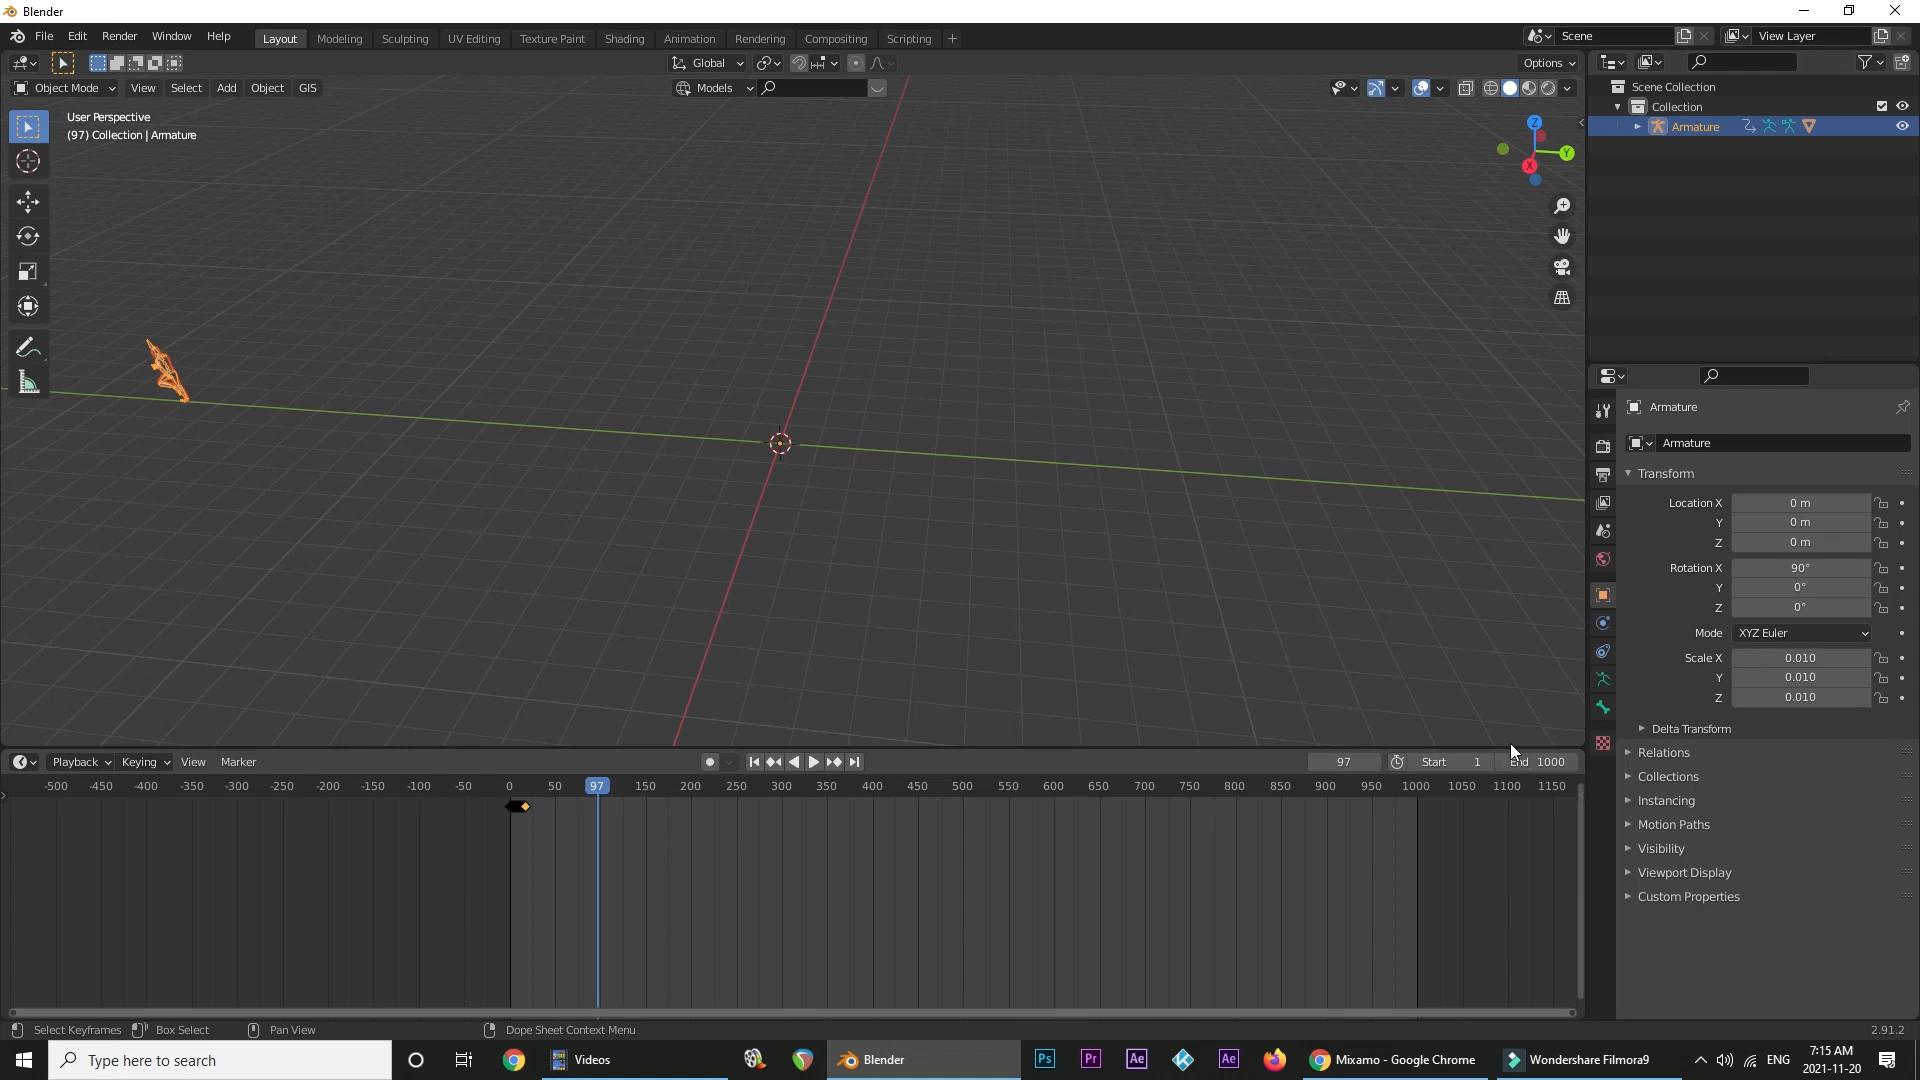 Blender
File Edit Render Window Help Layout Modeling Sculpting UV Editing Texture Paint Shading Animation Rendering Compositing Scripting + Scene View Layer
Global Options
Object Mode View Select Add Object GIS Models
User Perspective
(97) Collection | Armature
Z
Y
X
Scene Collection
Collection
Armature
Armature
Armature
Transform
Location X 0 m
Y 0 m
Z 0 m
Rotation X 90°
Y 0°
Z 0°
Mode XYZ Euler
Scale X 0.010
Y 0.010
Z 0.010
Delta Transform
Relations
Collections
Instancing
Motion Paths
Visibility
Viewport Display
Custom Properties
Playback Keying View Marker 97 Start 1 End 1000
-500 -450 -400 -350 -300 -250 -200 -150 -100 -50 0 50 97 150 200 250 300 350 400 450 500 550 600 650 700 750 800 850 900 950 1000 1050 1100 1150
Select Keyframes Box Select Pan View Dope Sheet Context Menu 2.91.2
Type here to search Videos Blender Ps Pr Ae Ae Mixamo - Google Chrome Wondershare Filmora9 ENG 7:15 AM
2021-11-20